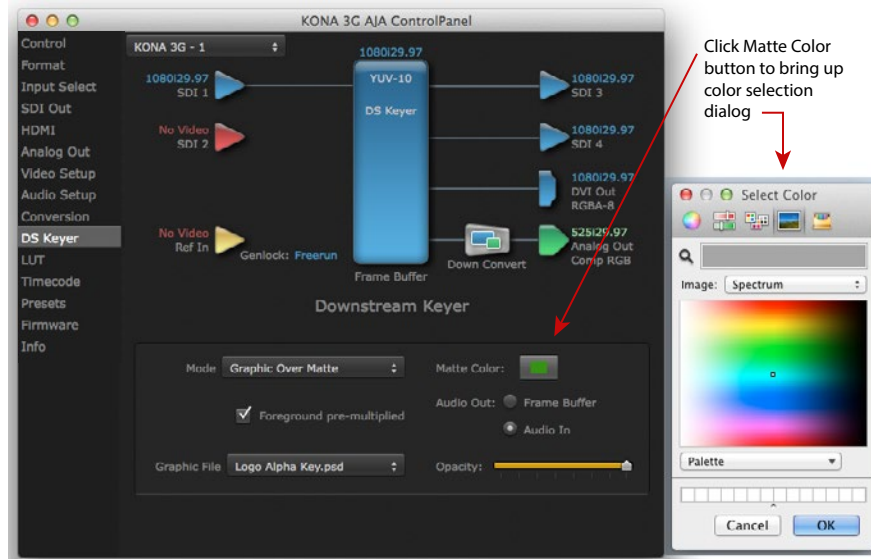 KONA 3G AJA ControlPanel
Control
Format
Input Select
SDI Out
HDMI
Analog Out
Video Setup
Audio Setup
Conversion
DS Keyer
LUT
Timecode
Presets
Firmware
Info
KONA 3G - 1
1080i29.97
YUV-10
DS Keyer
Frame Buffer
1080i29.97
SDI 1
No Video
SDI 2
No Video
Ref In
Genlock: Freerun
1080i29.97
SDI 3
1080i29.97
SDI 4
1080i29.97
DVI Out
RGBA-8
Down Convert
525i29.97
Analog Out
Comp RGB
Downstream Keyer
Mode
Graphic Over Matte
Matte Color:
Foreground pre-multiplied
Audio Out:
Frame Buffer
Audio In
Graphic File
Logo Alpha Key.psd
Opacity:
Click Matte Color
button to bring up
color selection
dialog
Select Color
Image:
Spectrum
Palette
Cancel
OK